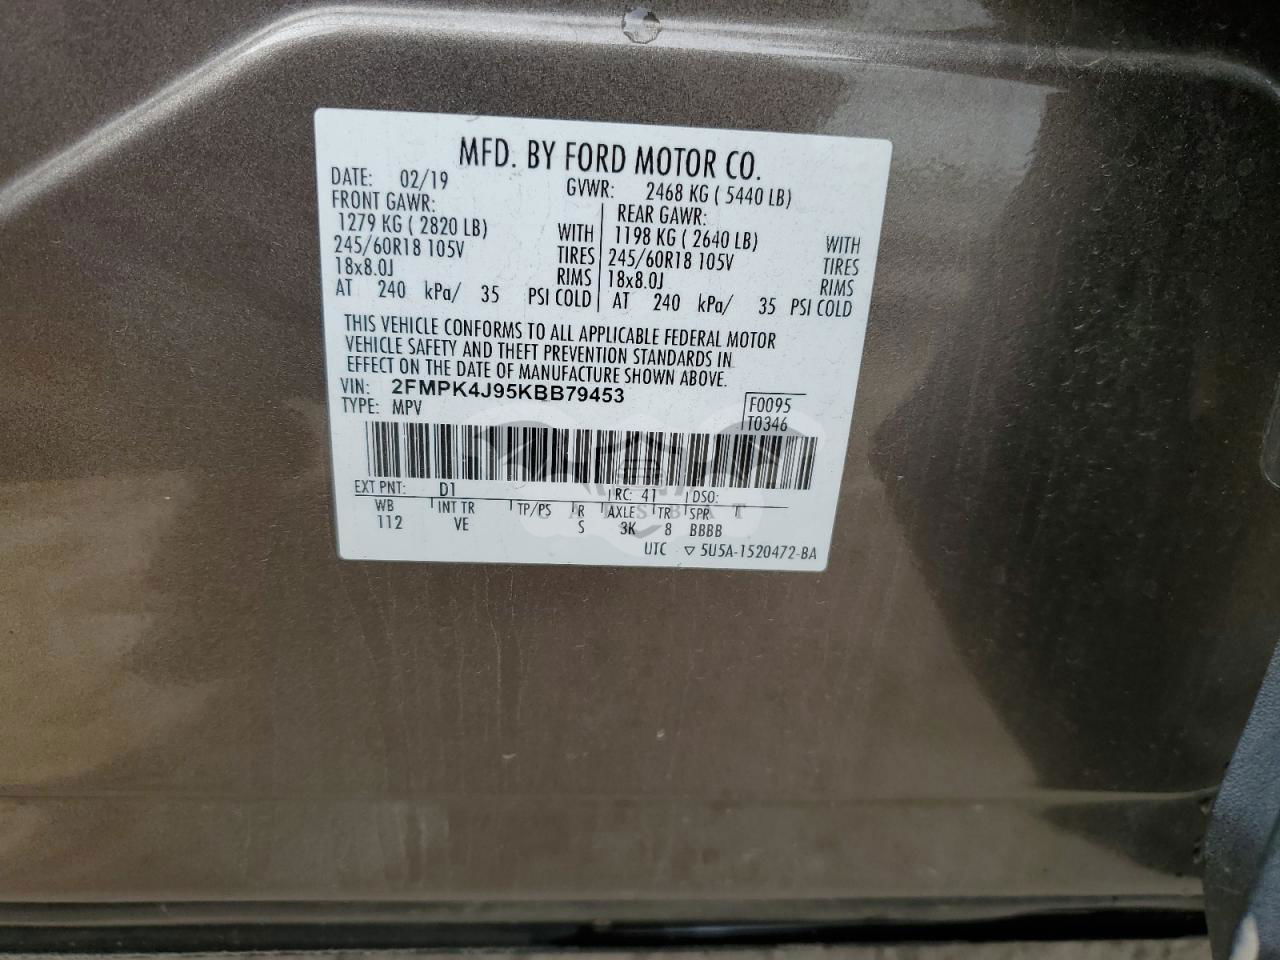 MFD. BY FORD MOTOR CO.
DATE: 02/19 GVWR: 2468 KG ( 5440 LB)
FRONT GAWR: REAR GAWR:
1279 KG ( 2820 LB) WITH 1198 KG ( 2640 LB) WITH
245/60R18 105V TIRES 245/60R18 105V TIRES
18x8.0J RIMS 18x8.0J RIMS
AT 240 kPa/ 35 PSI COLD AT 240 kPa/ 35 PSI COLD
THIS VEHICLE CONFORMS TO ALL APPLICABLE FEDERAL MOTOR
VEHICLE SAFETY AND THEFT PREVENTION STANDARDS IN
EFFECT ON THE DATE OF MANUFACTURE SHOWN ABOVE.
VIN: 2FMPK4J95KBB79453
TYPE: MPV F0095
T0346
EXT PNT: D1 RC: 41 DSO:
WB INT TR TP/PS R AXLE TR SPR
112 VE S 3K 8 BBBB
UTC ▽ 5U5A-1520472-BA